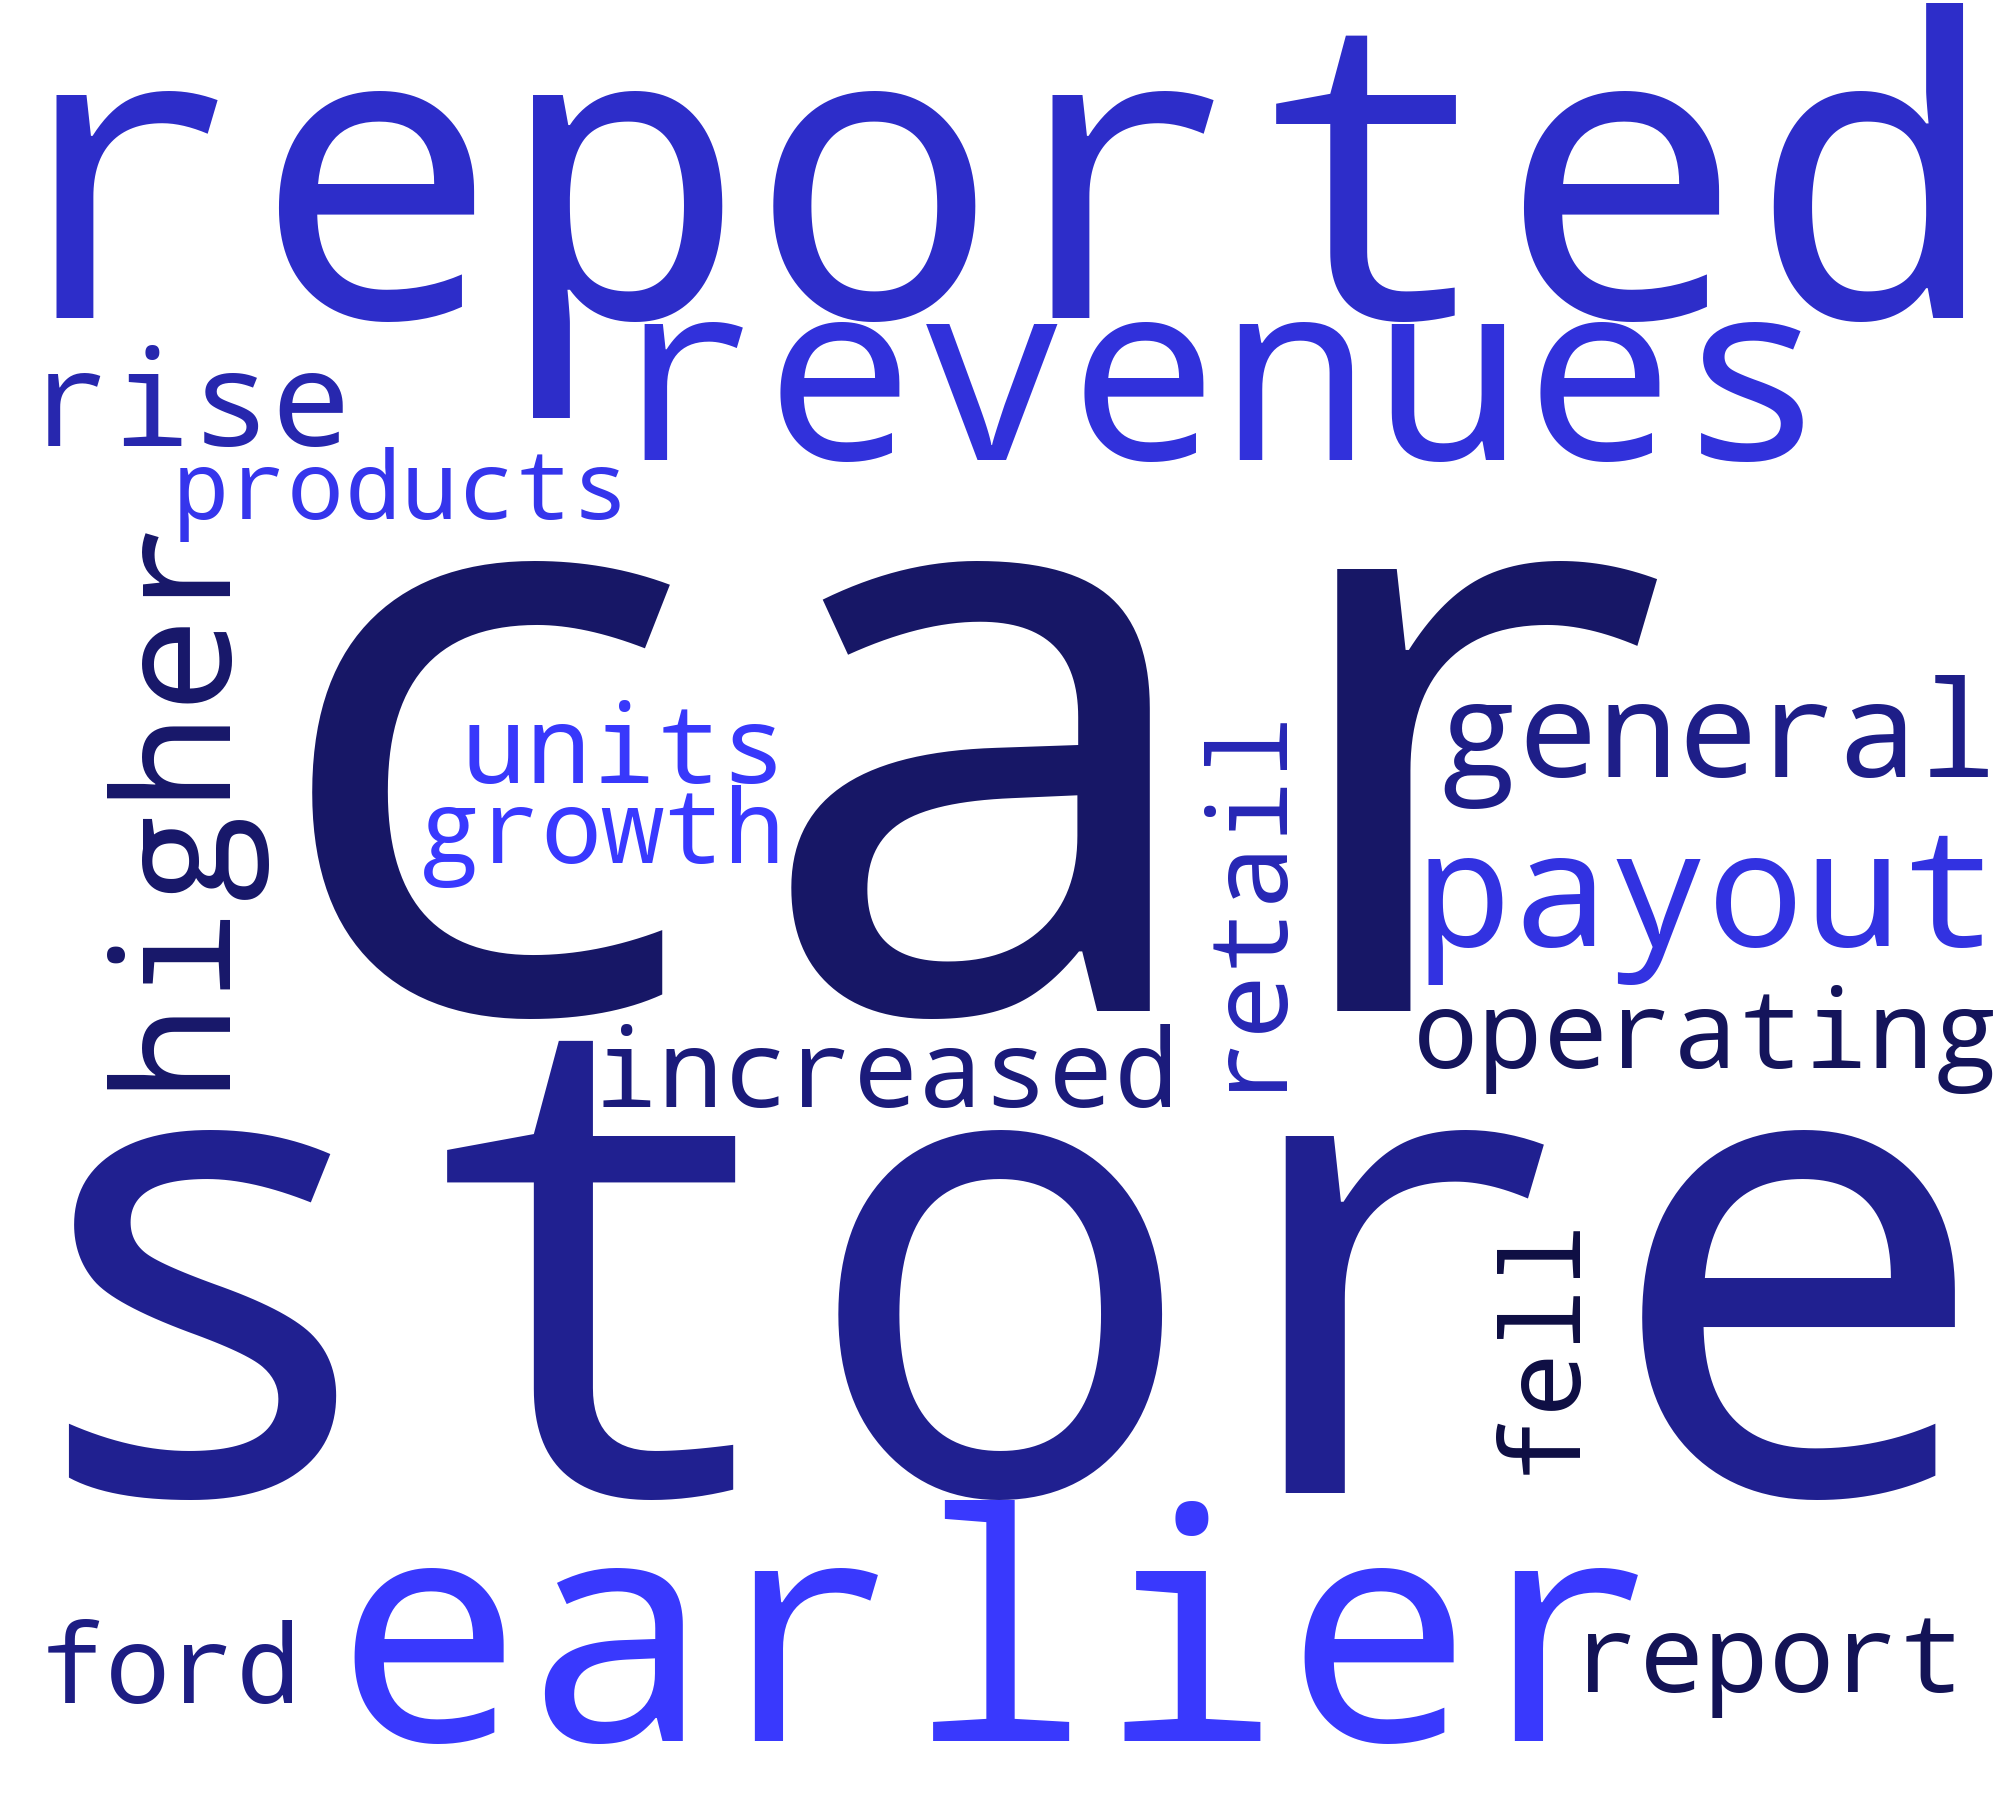 reported
revenues
rise
products
higher
car
units
growth
retail
general
payout
operating
increased
store
fell
earlier
ford
report